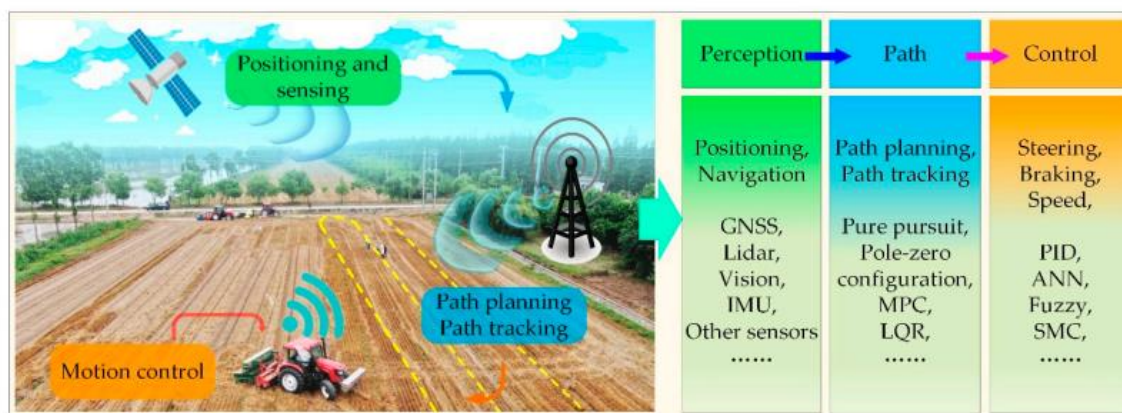 Positioning and
sensing
Path planning
Path tracking
Motion control
Perception
Path
Control
Positioning,
Navigation
GNSS,
Lidar,
Vision,
IMU,
Other sensors
……
Path planning,
Path tracking
Pure pursuit,
Pole-zero
configuration,
MPC,
LQR,
……
Steering,
Braking,
Speed,
PID,
ANN,
Fuzzy,
SMC,
……